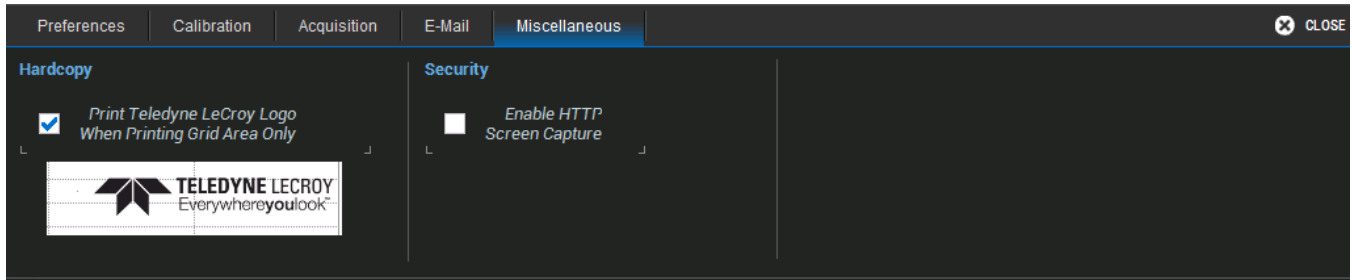 Preferences
Calibration
Acquisition
E-Mail
Miscellaneous
CLOSE
Hardcopy
Print Teledyne LeCroy Logo
When Printing Grid Area Only
TELEDYNE LECROY
Everywhereyoulook™
Security
Enable HTTP
Screen Capture